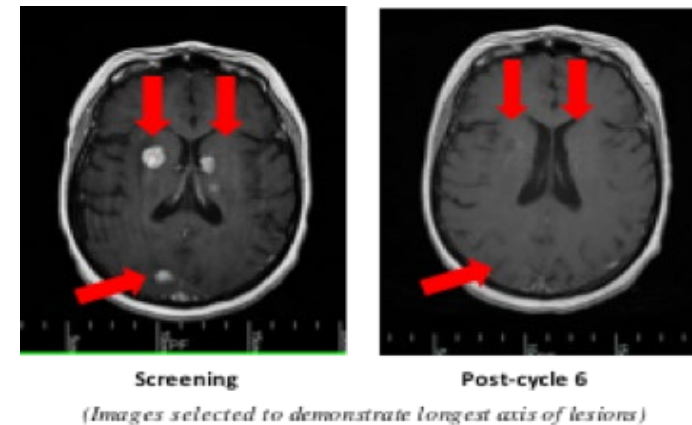 Screening
Post-cycle 6
(Images selected to demonstrate longest axis of lesions)